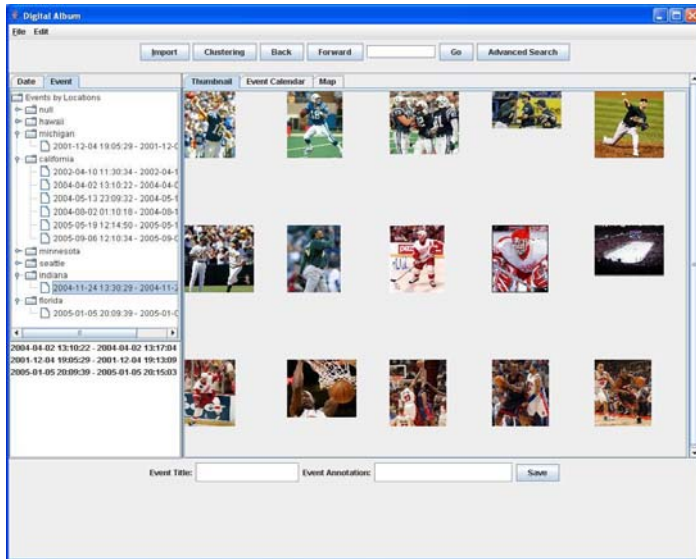 Digital Album
File Edit
Import Clustering Back Forward Go Advanced Search
Date Event
Thumbnail Event Calendar Map
Events by Locations
null
hawaii
michigan
2001-12-04 19:05:29 - 2001-12-0
california
2002-04-10 11:30:34 - 2002-04-1
2004-04-02 13:10:22 - 2004-04-0
2004-05-13 23:09:32 - 2004-05-1
2004-08-02 01:10:18 - 2004-08-1
2005-05-19 12:14:50 - 2005-05-1
2005-09-06 12:10:34 - 2005-09-0
minnesota
seattle
indiana
2004-11-24 13:30:29 - 2004-11-2
florida
2005-01-05 20:09:39 - 2005-01-0
2004-04-02 13:10:22 - 2004-04-02 13:17:04
2001-12-04 19:05:29 - 2001-12-04 19:13:09
2005-01-05 20:09:39 - 2005-01-05 20:15:03
Event Title: Event Annotation: Save